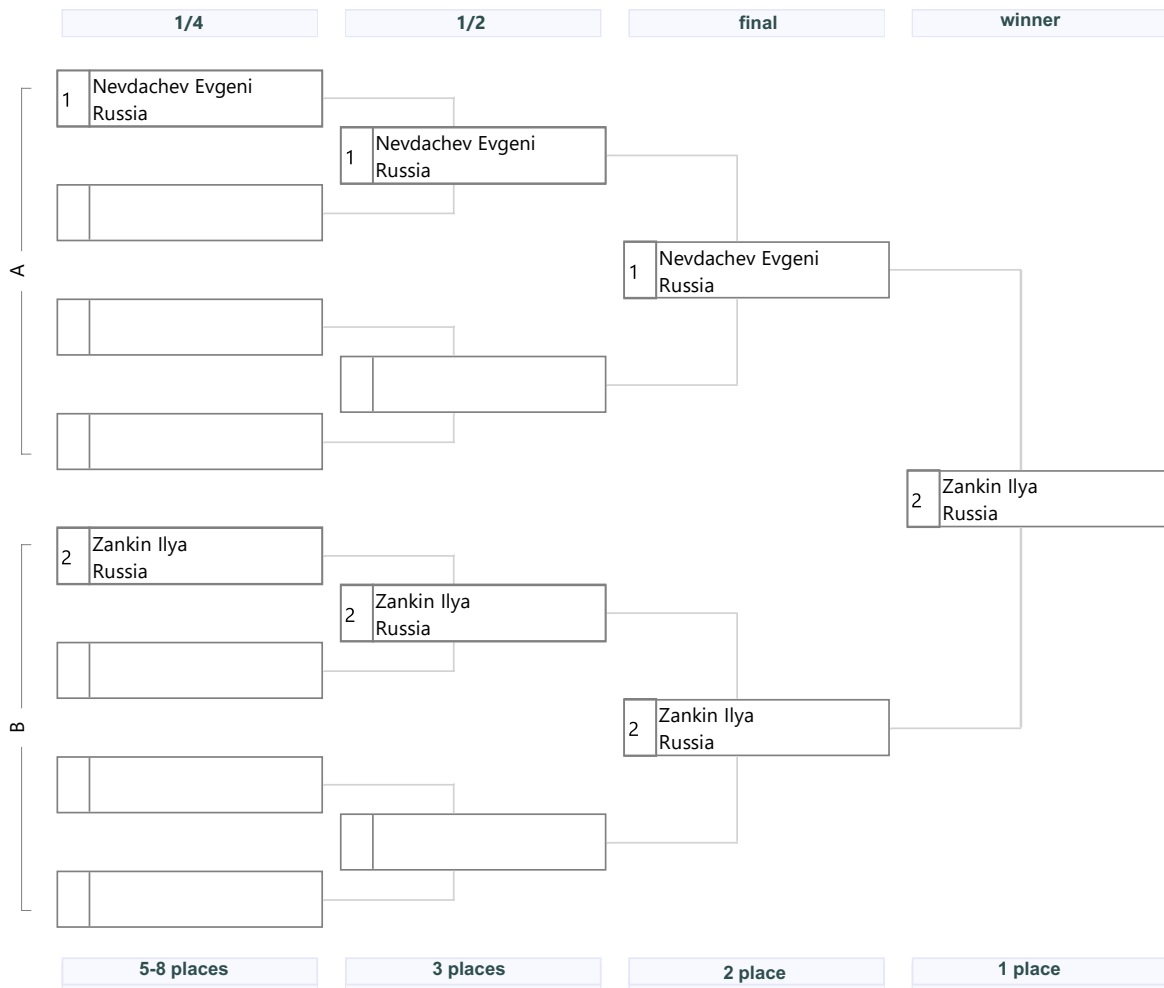 1/4
1/2
final
winner
1
Nevdachev Evgeni
Russia
1
Nevdachev Evgeni
Russia
1
Nevdachev Evgeni
Russia
A
2
Zankin Ilya
Russia
2
Zankin Ilya
Russia
2
Zankin Ilya
Russia
2
Zankin Ilya
Russia
B
5-8 places
3 places
2 place
1 place